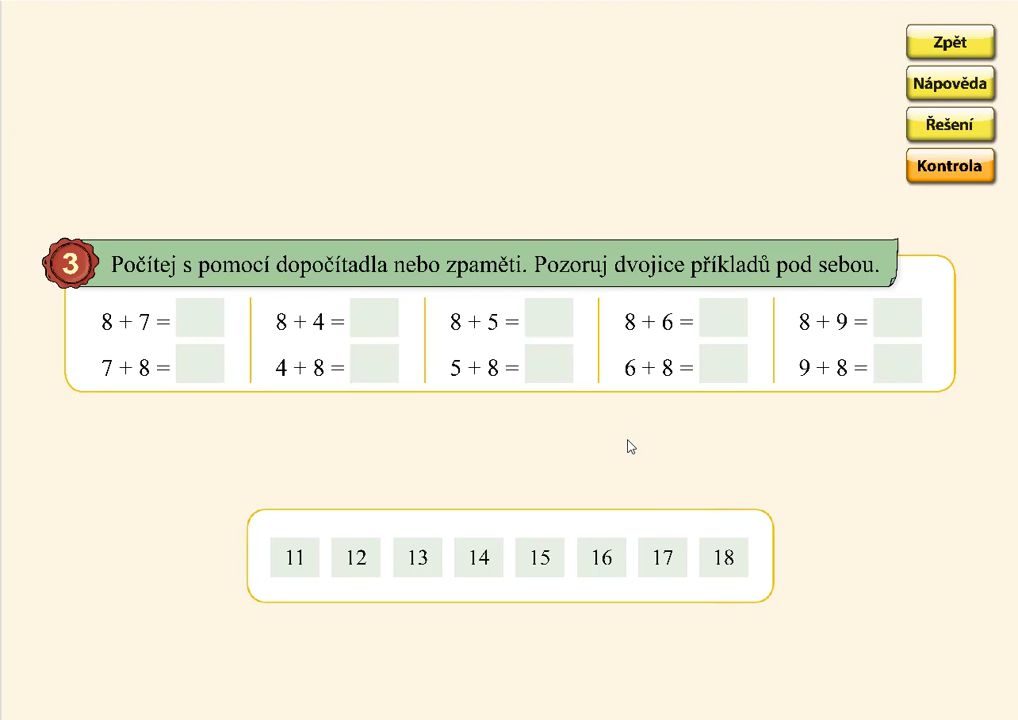 Zpět
Nápověda
Řešení
Kontrola
3 Počítej s pomocí dopočítadla nebo zpaměti. Pozoruj dvojice příkladů pod sebou.
8 + 7 = 8 + 4 = 8 + 5 = 8 + 6 = 8 + 9 =
7 + 8 = 4 + 8 = 5 + 8 = 6 + 8 = 9 + 8 =
11 12 13 14 15 16 17 18